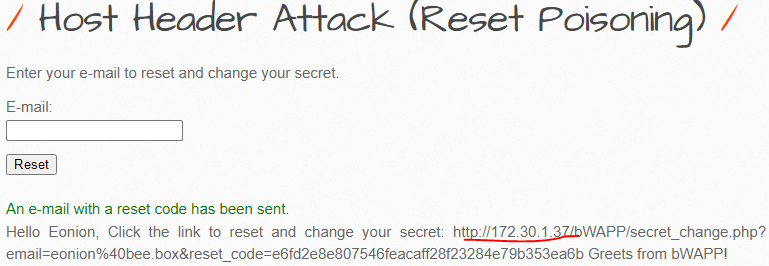 / Host Header Attack (Reset Poisoning) /
Enter your e-mail to reset and change your secret.
E-mail:
Reset
An e-mail with a reset code has been sent.
Hello Eonion, Click the link to reset and change your secret: http://172.30.1.37/bWAPP/secret_change.php?
email=eonion%40bee.box&reset_code=e6fd2e8e807546feacaff28f23284e79b353ea6b Greets from bWAPP!